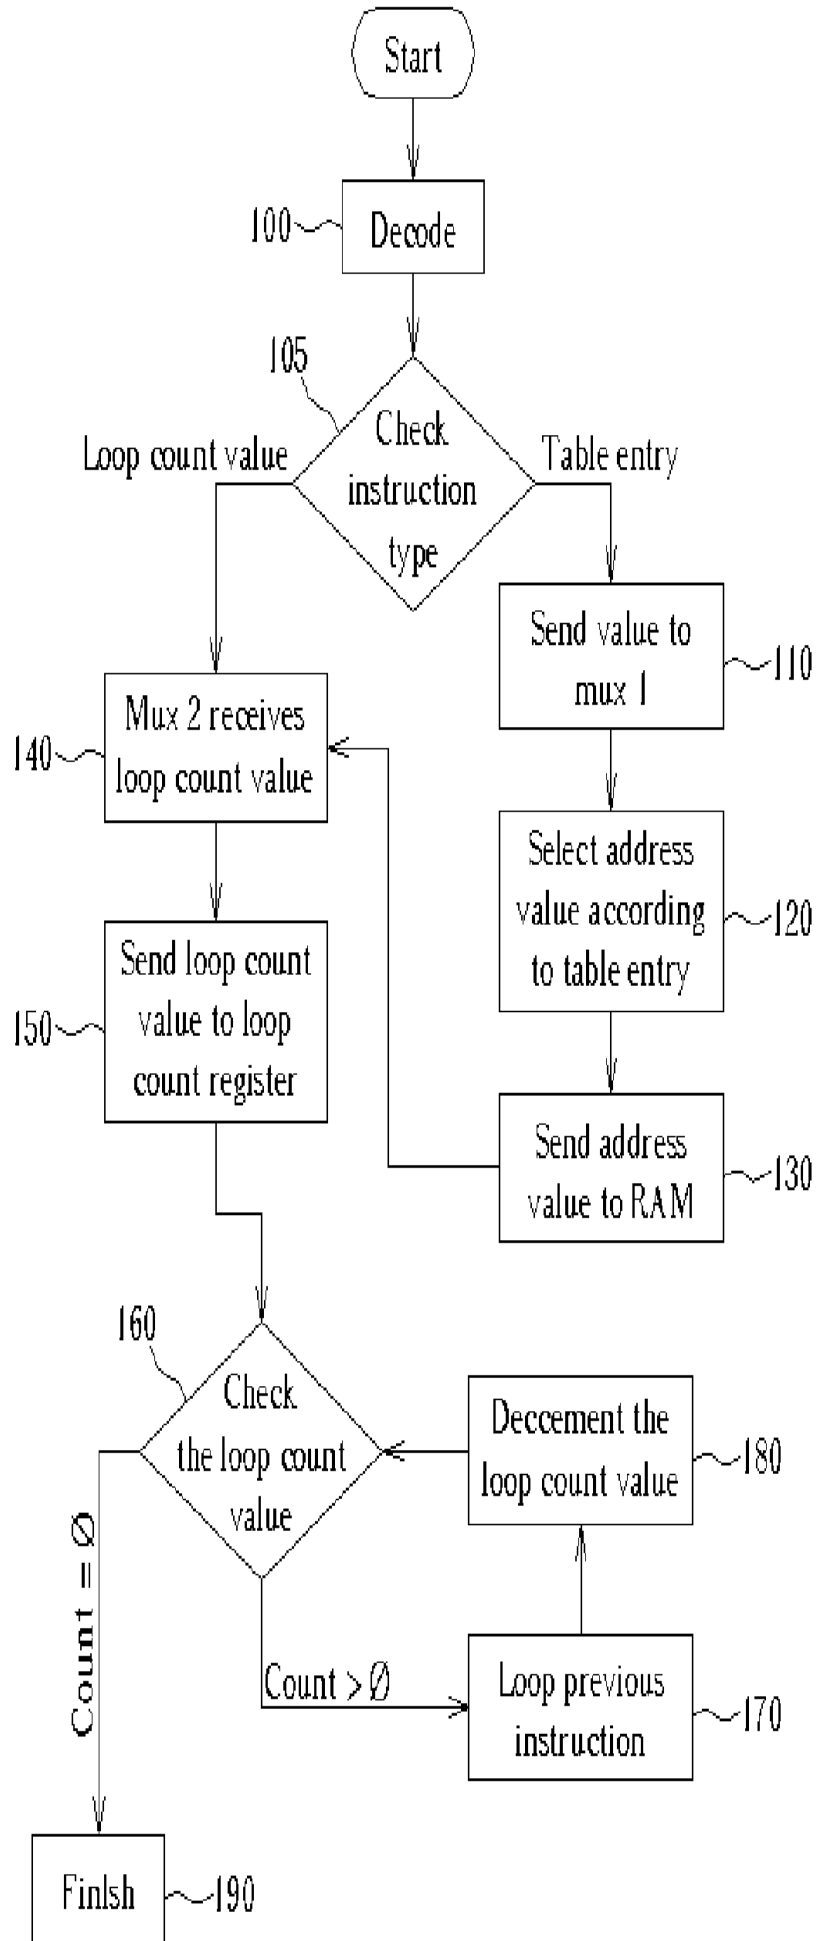 Start
100
Decode
105
Check
instruction
type
Loop count value
Table entry
Send value to
mux 1
110
Mux 2 receives
loop count value
140
Select address
value according
to table entry
120
Send loop count
value to loop
count register
150
Send address
value to RAM
130
160
Check
the loop count
value
Deccement the
loop count value
180
Count = Ø
Count > Ø
Loop previous
instruction
170
Finlsh
190